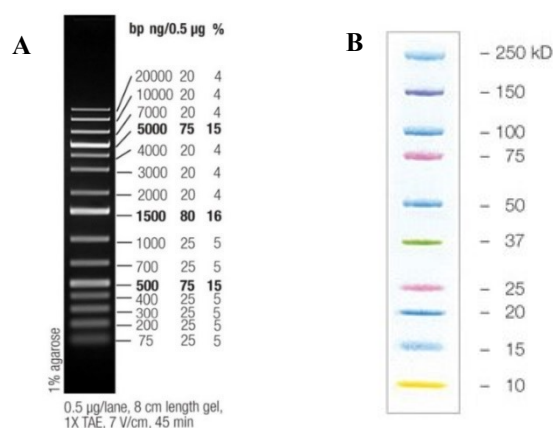 A
bp ng/0.5 µg %
20000 20 4
10000 20 4
7000 20 4
5000 75 15
4000 20 4
3000 20 4
2000 20 4
1500 80 16
1000 25 5
700 25 5
500 75 15
400 25 5
300 25 5
200 25 5
75 25 5
1% agarose
0.5 µg/lane, 8 cm length gel,
1X TAE, 7 V/cm, 45 min
B
– 250 kD
– 150
– 100
– 75
– 50
– 37
– 25
– 20
– 15
– 10